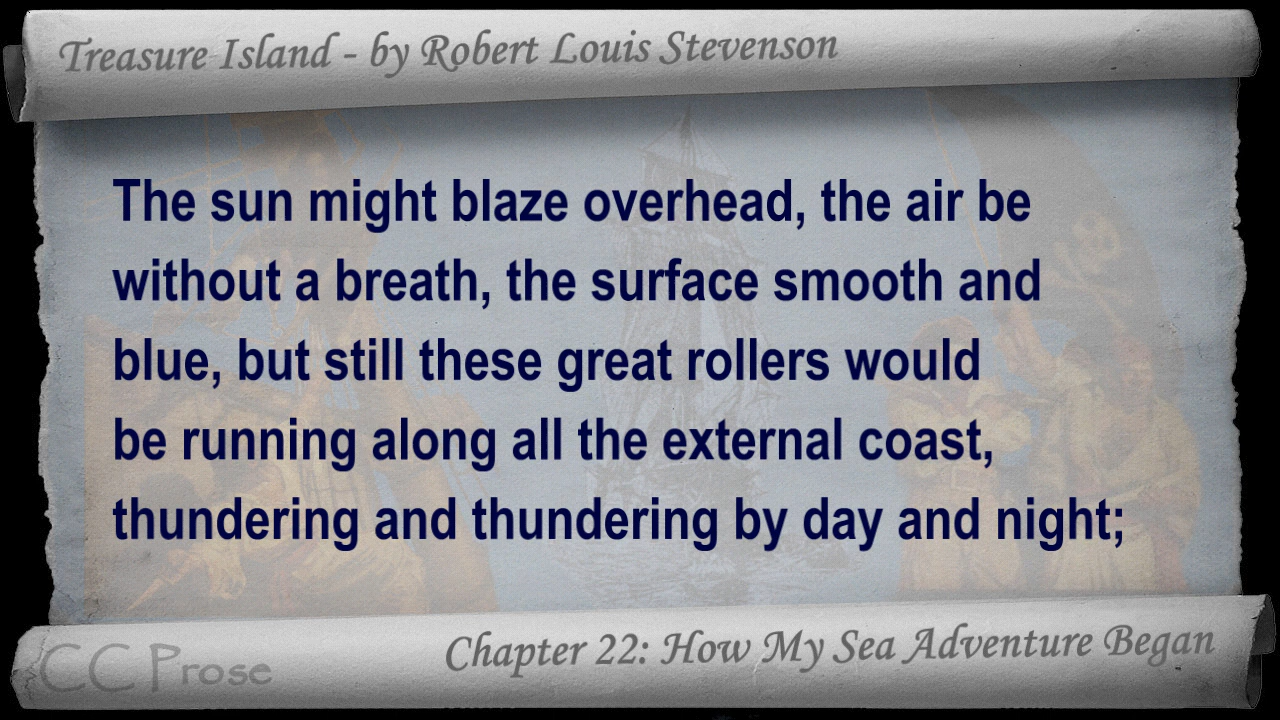 Treasure Island - by Robert Louis Stevenson
The sun might blaze overhead, the air be
without a breath, the surface smooth and
blue, but still these great rollers would
be running along all the external coast,
thundering and thundering by day and night;
Chapter 22: How My Sea Adventure Began
CC Prose